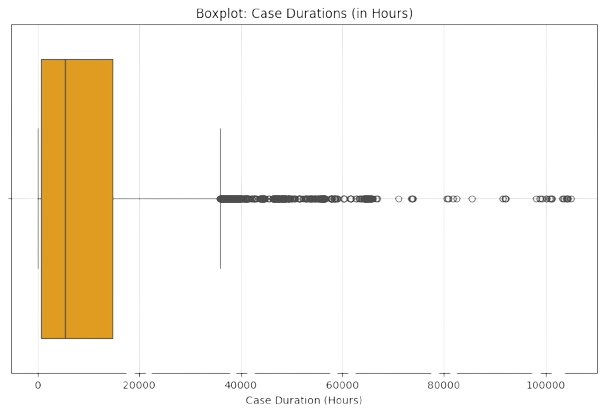 Boxplot: Case Durations (in Hours)
0 20000 40000 60000 80000 100000
Case Duration (Hours)